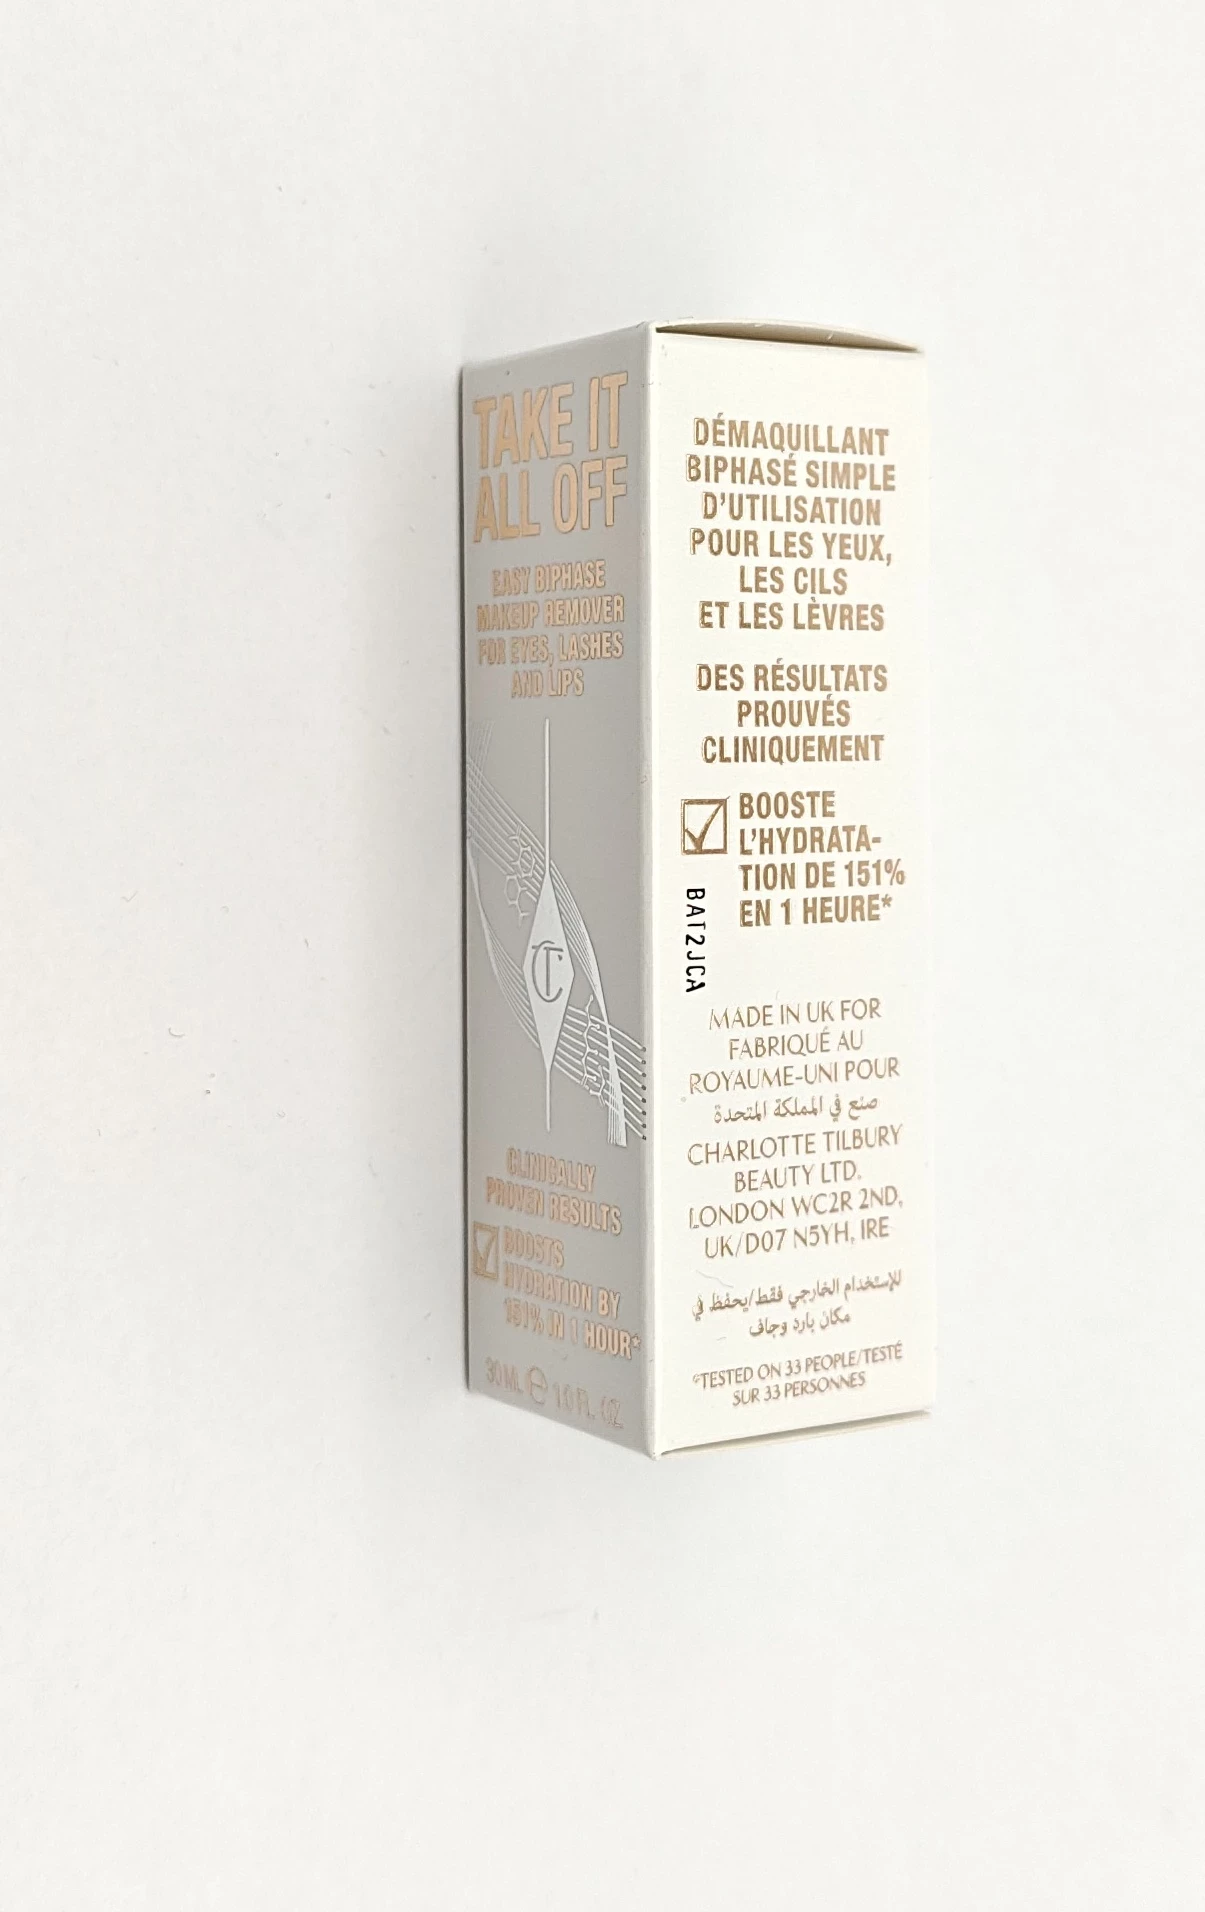 TAKE IT
ALL OFF
EASY BIPHASE
MAKEUP REMOVER
FOR EYES, LASHES
AND LIPS
CT
CLINICALLY
PROVEN RESULTS
BOOSTS
HYDRATION BY
151% IN 1 HOUR*
30 ML ℮ 1.0 FL. OZ
DÉMAQUILLANT
BIPHASÉ SIMPLE
D'UTILISATION
POUR LES YEUX,
LES CILS
ET LES LÈVRES
DES RÉSULTATS
PROUVÉS
CLINIQUEMENT
BOOSTE
L'HYDRATA-
TION DE 151%
EN 1 HEURE*
BAT2JCA
MADE IN UK FOR
FABRIQUÉ AU
ROYAUME-UNI POUR
صنع في المملكة المتحدة
CHARLOTTE TILBURY
BEAUTY LTD.
LONDON WC2R 2ND,
UK/D07 N5YH, IRE
للإستخدام الخارجي فقط/يحفظ في
مكان بارد وجاف
*TESTED ON 33 PEOPLE/TESTÉ
SUR 33 PERSONNES